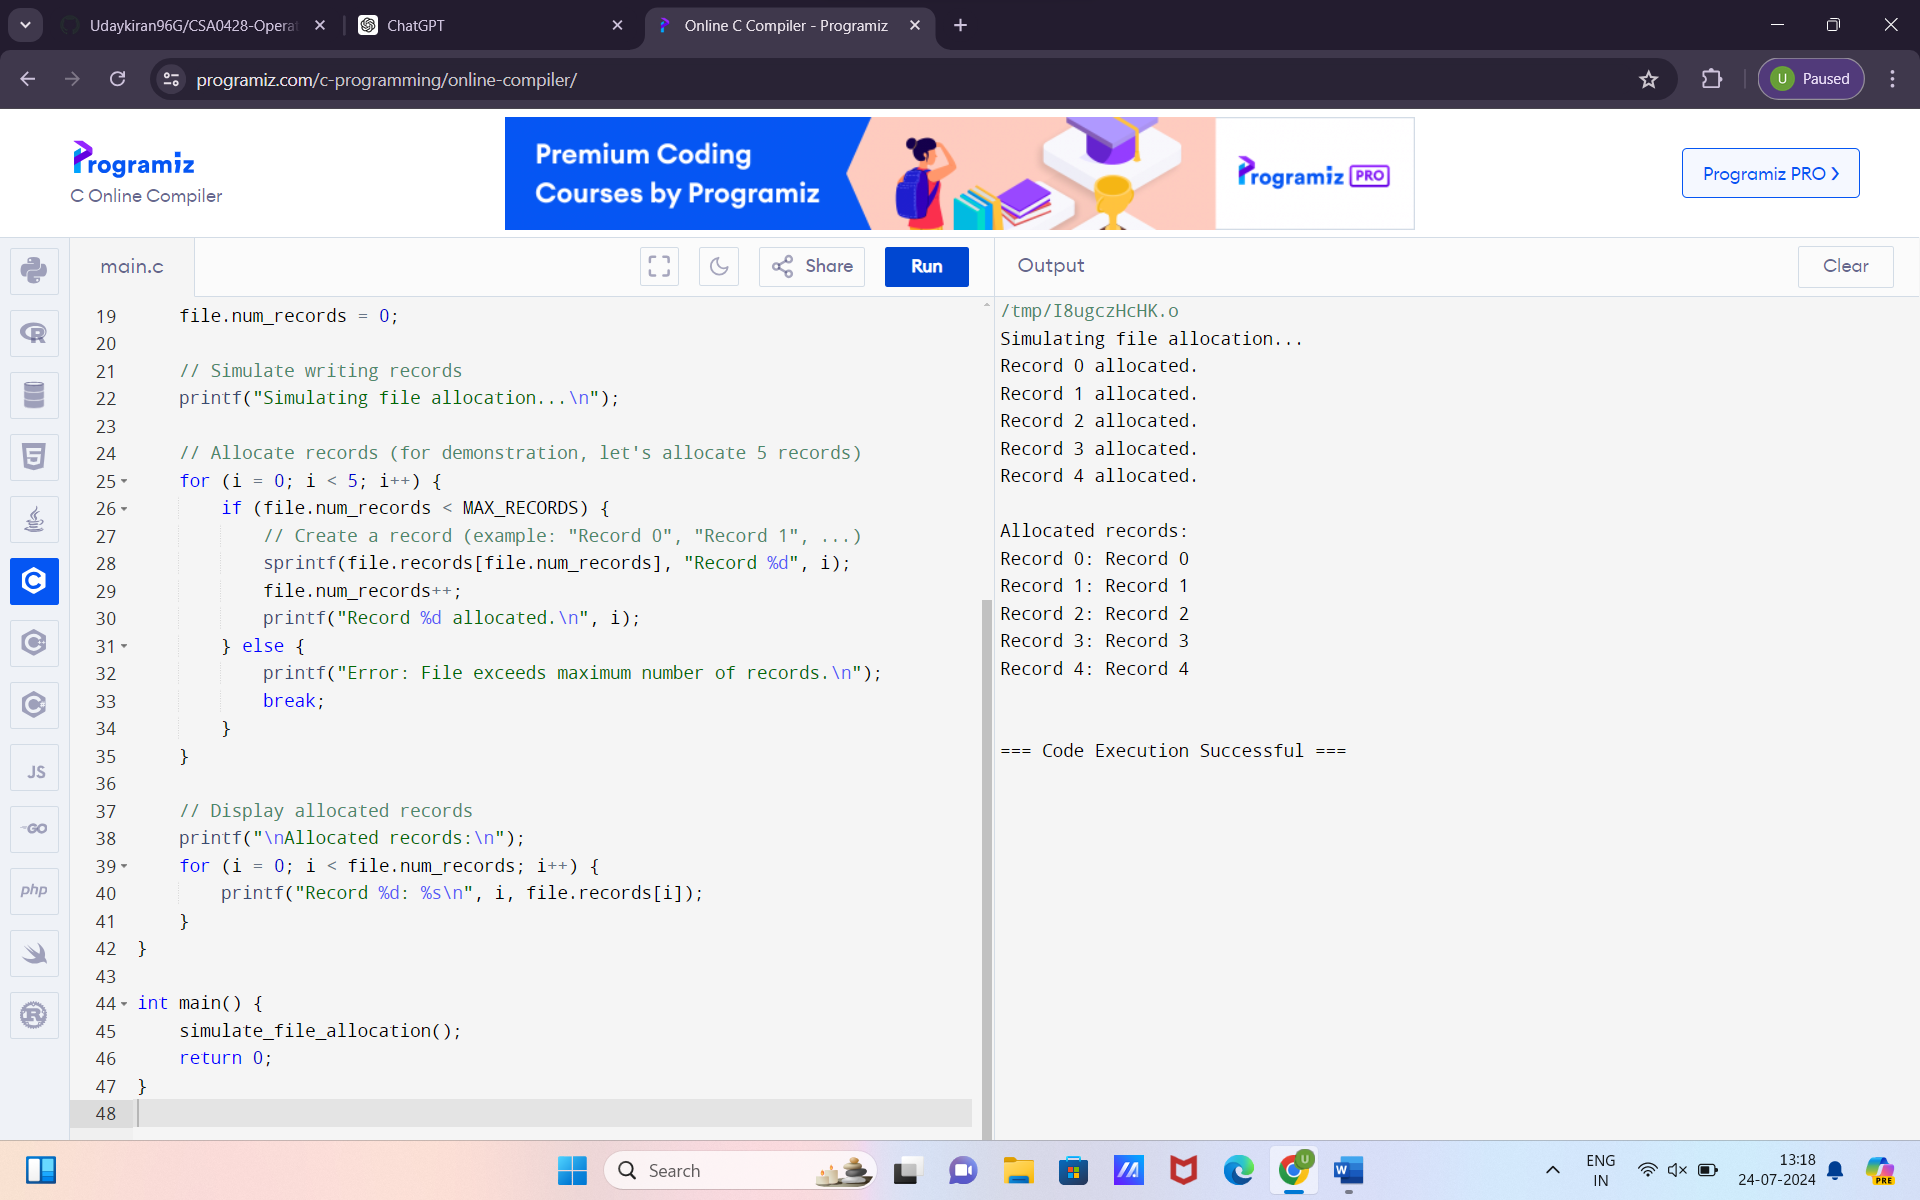 Udaykiran96G/CSA0428-Operat
ChatGPT
Online C Compiler - Programiz
programiz.com/c-programming/online-compiler/
U
Paused
Programiz
C Online Compiler
Premium Coding
Courses by Programiz
Programiz PRO
Programiz PRO
main.c
Share
Run
Output
Clear
19 file.num_records = 0;
20
21 // Simulate writing records
22 printf("Simulating file allocation...\n");
23
24 // Allocate records (for demonstration, let's allocate 5 records)
25 for (i = 0; i < 5; i++) {
26 if (file.num_records < MAX_RECORDS) {
27 // Create a record (example: "Record 0", "Record 1", ...)
28 sprintf(file.records[file.num_records], "Record %d", i);
29 file.num_records++;
30 printf("Record %d allocated.\n", i);
31 } else {
32 printf("Error: File exceeds maximum number of records.\n");
33 break;
34 }
35 }
36
37 // Display allocated records
38 printf("\nAllocated records:\n");
39 for (i = 0; i < file.num_records; i++) {
40 printf("Record %d: %s\n", i, file.records[i]);
41 }
42 }
43
44 int main() {
45 simulate_file_allocation();
46 return 0;
47 }
48
/tmp/I8ugczHcHK.o
Simulating file allocation...
Record 0 allocated.
Record 1 allocated.
Record 2 allocated.
Record 3 allocated.
Record 4 allocated.
Allocated records:
Record 0: Record 0
Record 1: Record 1
Record 2: Record 2
Record 3: Record 3
Record 4: Record 4
=== Code Execution Successful ===
R
5
C
JS
GO
php
R
Search
U
W
ENG
IN
13:18
24-07-2024
PRE